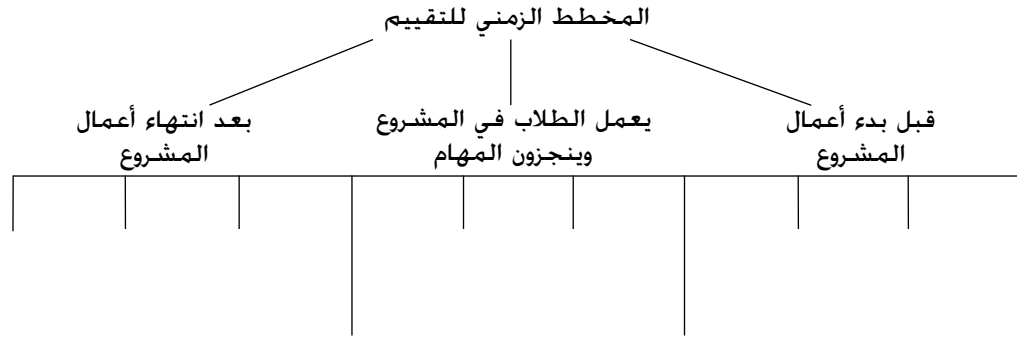 المخطط الزمني للتقييم
قبل بدء أعمال
المشروع
يعمل الطلاب في المشروع
وينجزون المهام
بعد انتهاء أعمال
المشروع